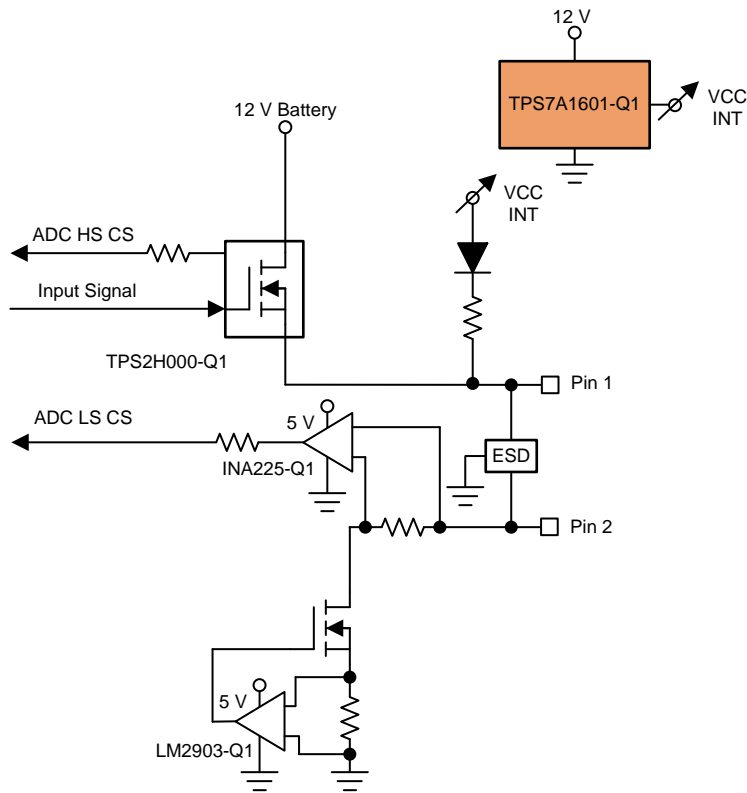 12 V
TPS7A1601-Q1
VCC
INT
12 V Battery
VCC
INT
ADC HS CS
Input Signal
TPS2H000-Q1
Pin 1
ADC LS CS
5 V
INA225-Q1
ESD
Pin 2
5 V
LM2903-Q1